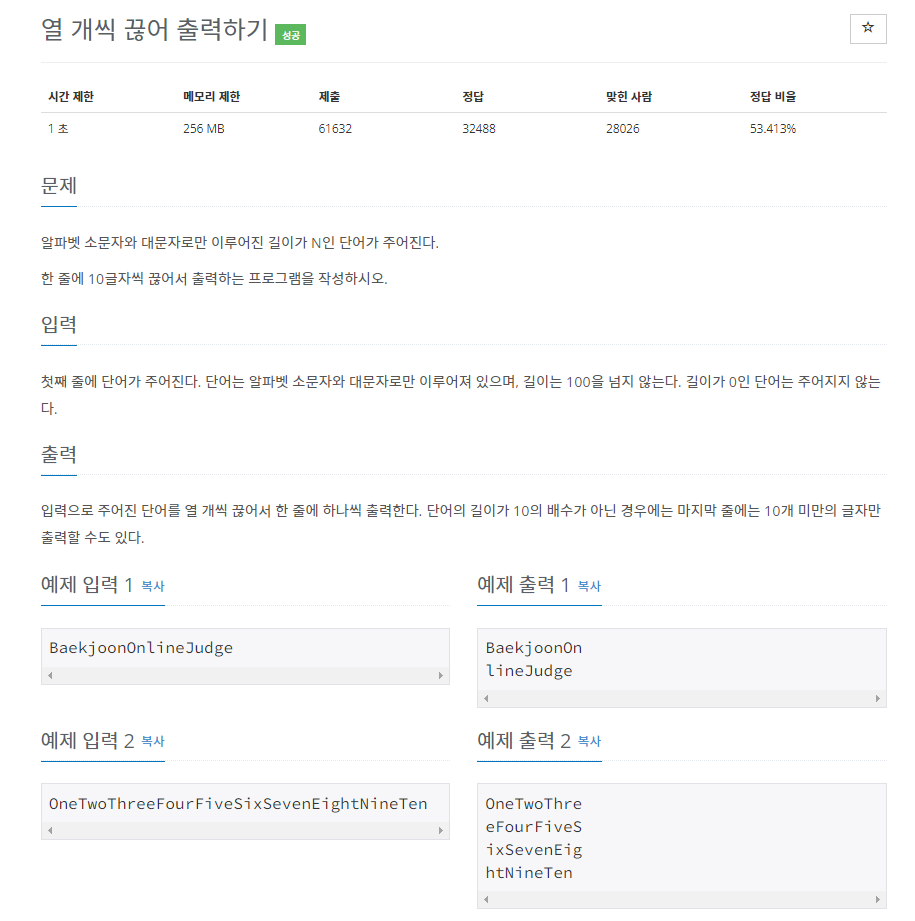 열 개씩 끊어 출력하기 성공
☆
시간 제한 메모리 제한 제출 정답 맞힌 사람 정답 비율
1 초 256 MB 61632 32488 28026 53.413%
문제
알파벳 소문자와 대문자로만 이루어진 길이가 N인 단어가 주어진다.
한 줄에 10글자씩 끊어서 출력하는 프로그램을 작성하시오.
입력
첫째 줄에 단어가 주어진다. 단어는 알파벳 소문자와 대문자로만 이루어져 있으며, 길이는 100을 넘지 않는다. 길이가 0인 단어는 주어지지 않는
다.
출력
입력으로 주어진 단어를 열 개씩 끊어서 한 줄에 하나씩 출력한다. 단어의 길이가 10의 배수가 아닌 경우에는 마지막 줄에는 10개 미만의 글자만
출력할 수도 있다.
예제 입력 1 복사
BaekjoonOnlineJudge
예제 출력 1 복사
BaekjoonOn
lineJudge
예제 입력 2 복사
OneTwoThreeFourFiveSixSevenEightNineTen
예제 출력 2 복사
OneTwoThre
eFourFiveS
ixSevenEig
htNineTen